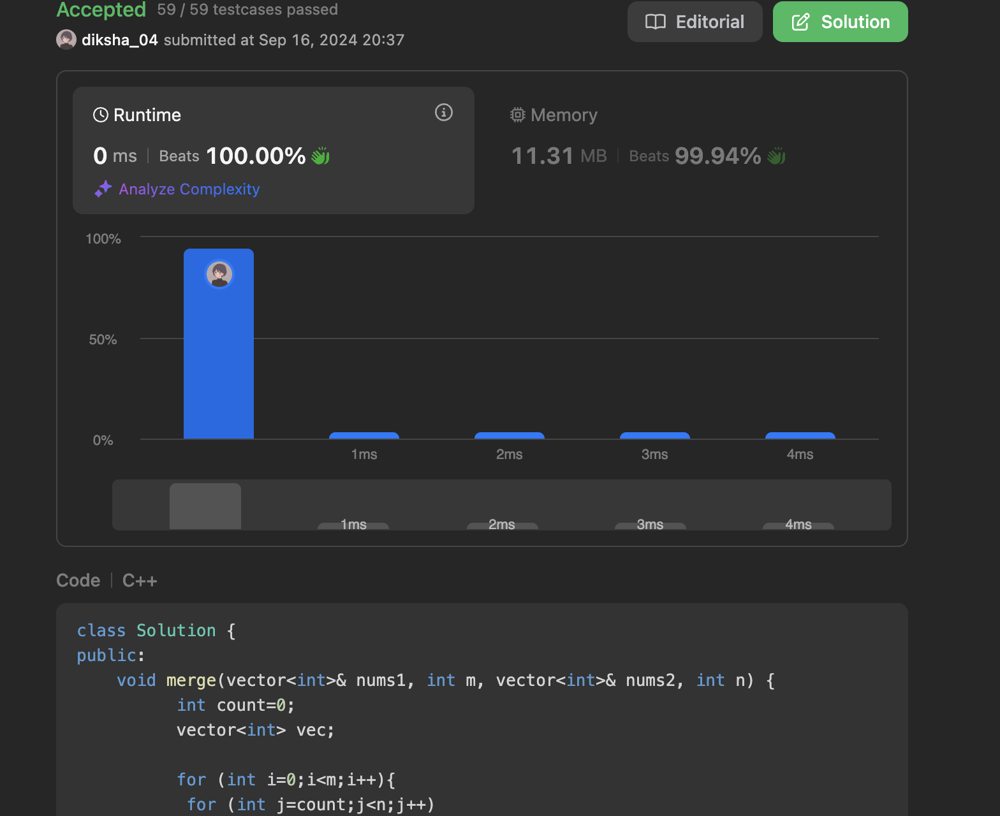 Accepted 59 / 59 testcases passed
Editorial
Solution
diksha_04 submitted at Sep 16, 2024 20:37
Runtime
0 ms | Beats 100.00%
Analyze Complexity
Memory
11.31 MB | Beats 99.94%
100%
50%
0%
1ms 2ms 3ms 4ms
1ms 2ms 3ms 4ms
Code | C++
class Solution {
public:
    void merge(vector<int>& nums1, int m, vector<int>& nums2, int n) {
          int count=0;
          vector<int> vec;
          for (int i=0;i<m;i++){
           for (int j=count;j<n;j++)